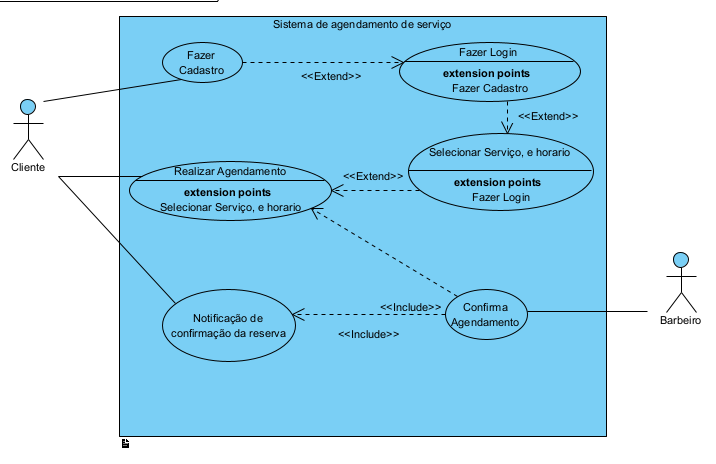 Sistema de agendamento de serviço
Fazer
Cadastro
<<Extend>>
Fazer Login
extension points
Fazer Cadastro
<<Extend>>
Cliente
Realizar Agendamento
extension points
Selecionar Serviço, e horario
<<Extend>>
Selecionar Serviço, e horario
extension points
Fazer Login
Notificação de
confirmação da reserva
<<Include>>
<<Include>>
Confirma
Agendamento
Barbeiro